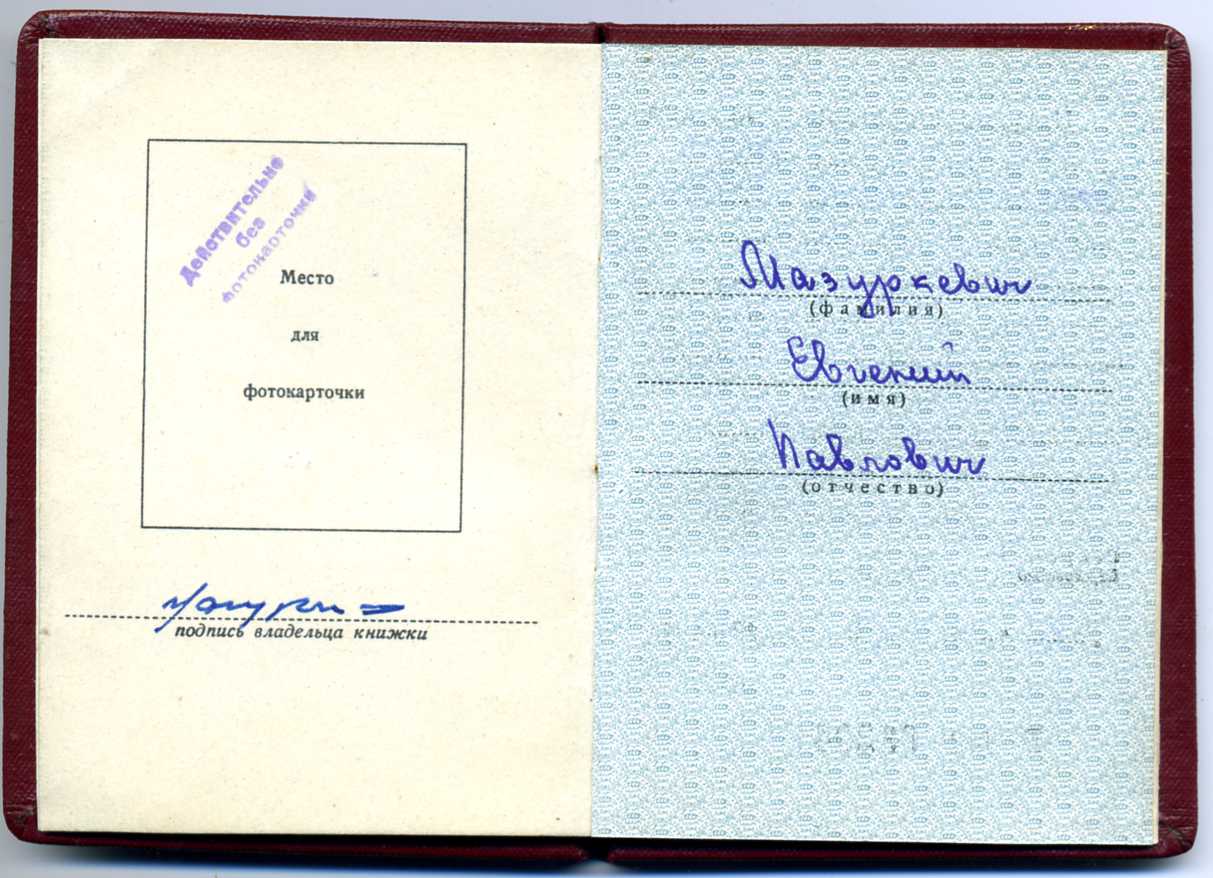 Действительно
без
фотокарточки
Место
для
фотокарточки
подпись владельца книжки
Мазуркевич
(фамилия)
Евгений
(имя)
Павлович
(отчество)